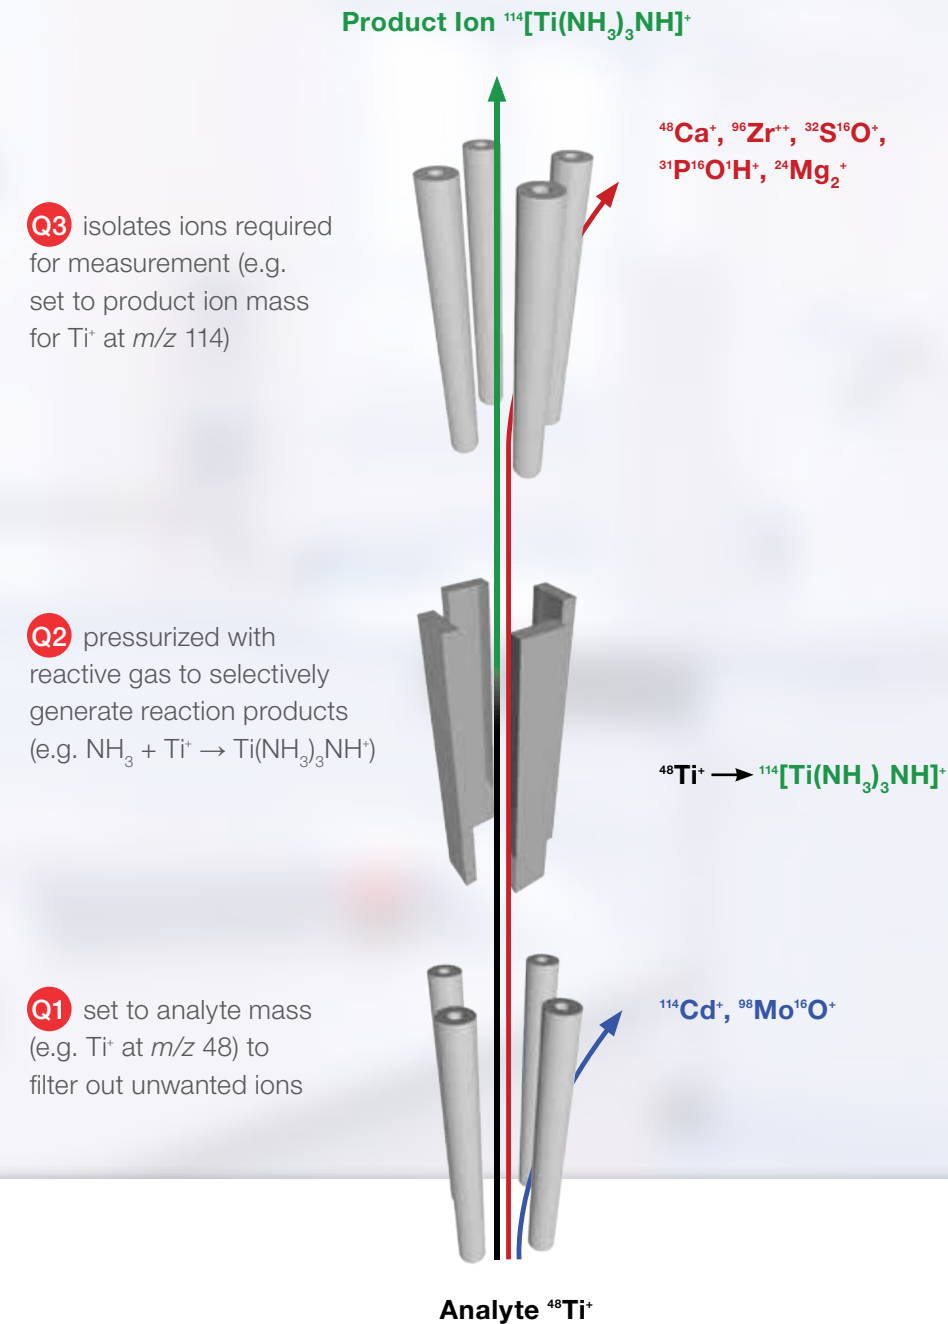 Product Ion ¹¹⁴[Ti(NH₃)₃NH]⁺
⁴⁸Ca⁺, ⁹⁶Zr⁺⁺, ³²S¹⁶O⁺,
³¹P¹⁶O¹H⁺, ²⁴Mg₂⁺
Q3 isolates ions required
for measurement (e.g.
set to product ion mass
for Ti⁺ at m/z 114)
Q2 pressurized with
reactive gas to selectively
generate reaction products
(e.g. NH₃ + Ti⁺ → Ti(NH₃)₃NH⁺)
⁴⁸Ti⁺ → ¹¹⁴[Ti(NH₃)₃NH]⁺
Q1 set to analyte mass
(e.g. Ti⁺ at m/z 48) to
filter out unwanted ions
¹¹⁴Cd⁺, ⁹⁸Mo¹⁶O⁺
Analyte ⁴⁸Ti⁺